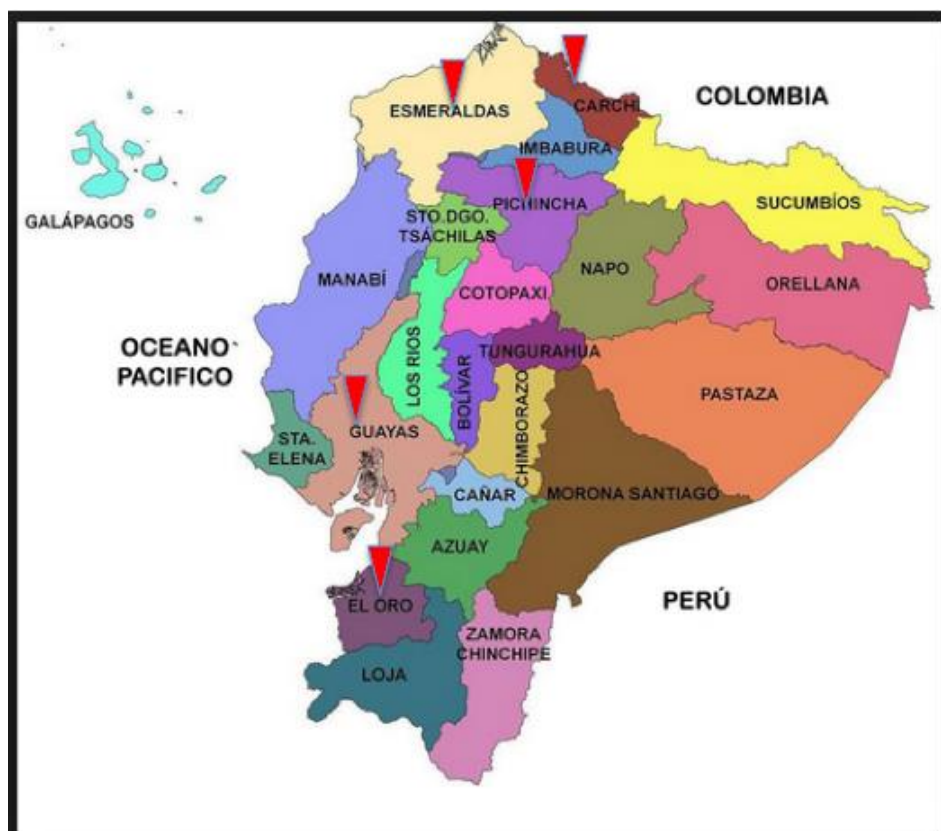 COLOMBIA
CARCHI
ESMERALDAS
IMBABURA
GALÁPAGOS
PICHINCHA
SUCUMBÍOS
STO.DGO.
TSÁCHILAS
MANABÍ
NAPO
ORELLANA
COTOPAXI
OCEANO
PACIFICO
LOS RIOS
BOLÍVAR
TUNGURAHUA
CHIMBORAZO
PASTAZA
GUAYAS
STA.
ELENA
CAÑAR
MORONA SANTIAGO
AZUAY
PERÚ
EL ORO
ZAMORA
CHINCHIPE
LOJA